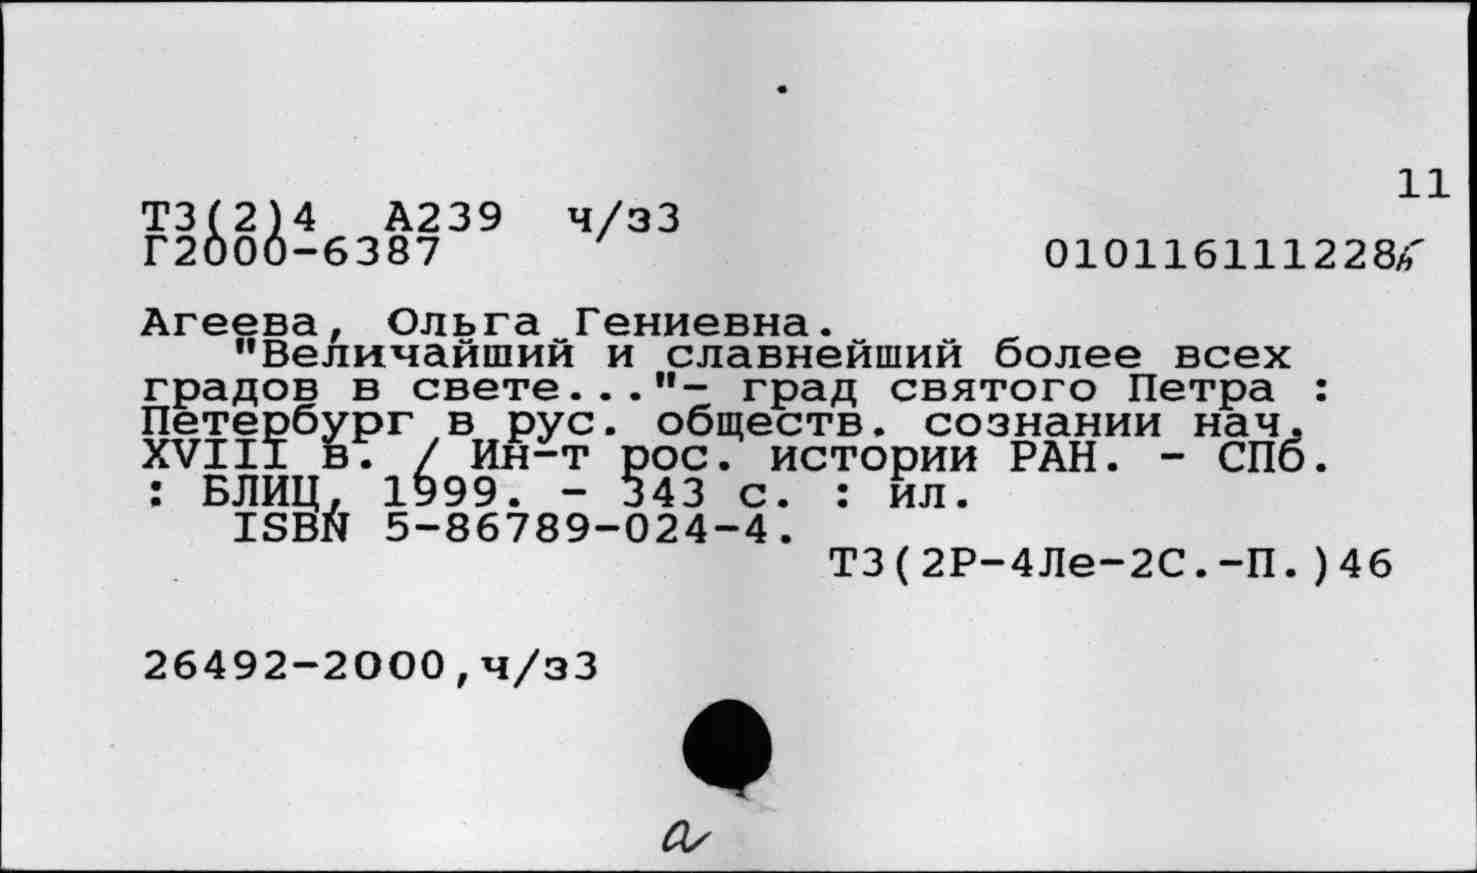 11
Т3(2)4 А239 ч/з3
Г2000-6387 010116111228
Агеева, Ольга Гениевна.
"Величайший и славнейший более всех
градов в свете..."- град святого Петра :
Петербург в рус. обществ. сознании нач.
XVIII в. / Ин-т рос. истории РАН. - СПб.
: БЛИЦ, 1999. - 343 с. : ил.
ISBN 5-86789-024-4.
Т3(2Р-4Ле-2С.-П.)46
26492-2000,ч/з3
а